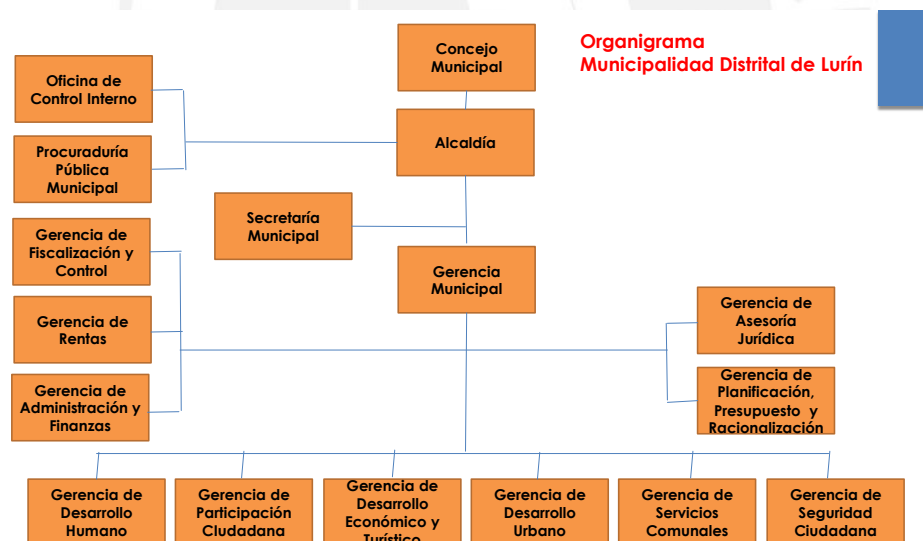 Organigrama
Municipalidad Distrital de Lurín
Concejo
Municipal
Oficina de
Control Interno
Alcaldía
Procuraduría
Pública
Municipal
Secretaría
Municipal
Gerencia de
Fiscalización y
Control
Gerencia
Municipal
Gerencia de
Rentas
Gerencia de
Asesoría
Jurídica
Gerencia de
Administración y
Finanzas
Gerencia de
Planificación,
Presupuesto y
Racionalización
Gerencia de
Desarrollo
Humano
Gerencia de
Participación
Ciudadana
Gerencia de
Desarrollo
Económico y
Turístico
Gerencia de
Desarrollo
Urbano
Gerencia de
Servicios
Comunales
Gerencia de
Seguridad
Ciudadana